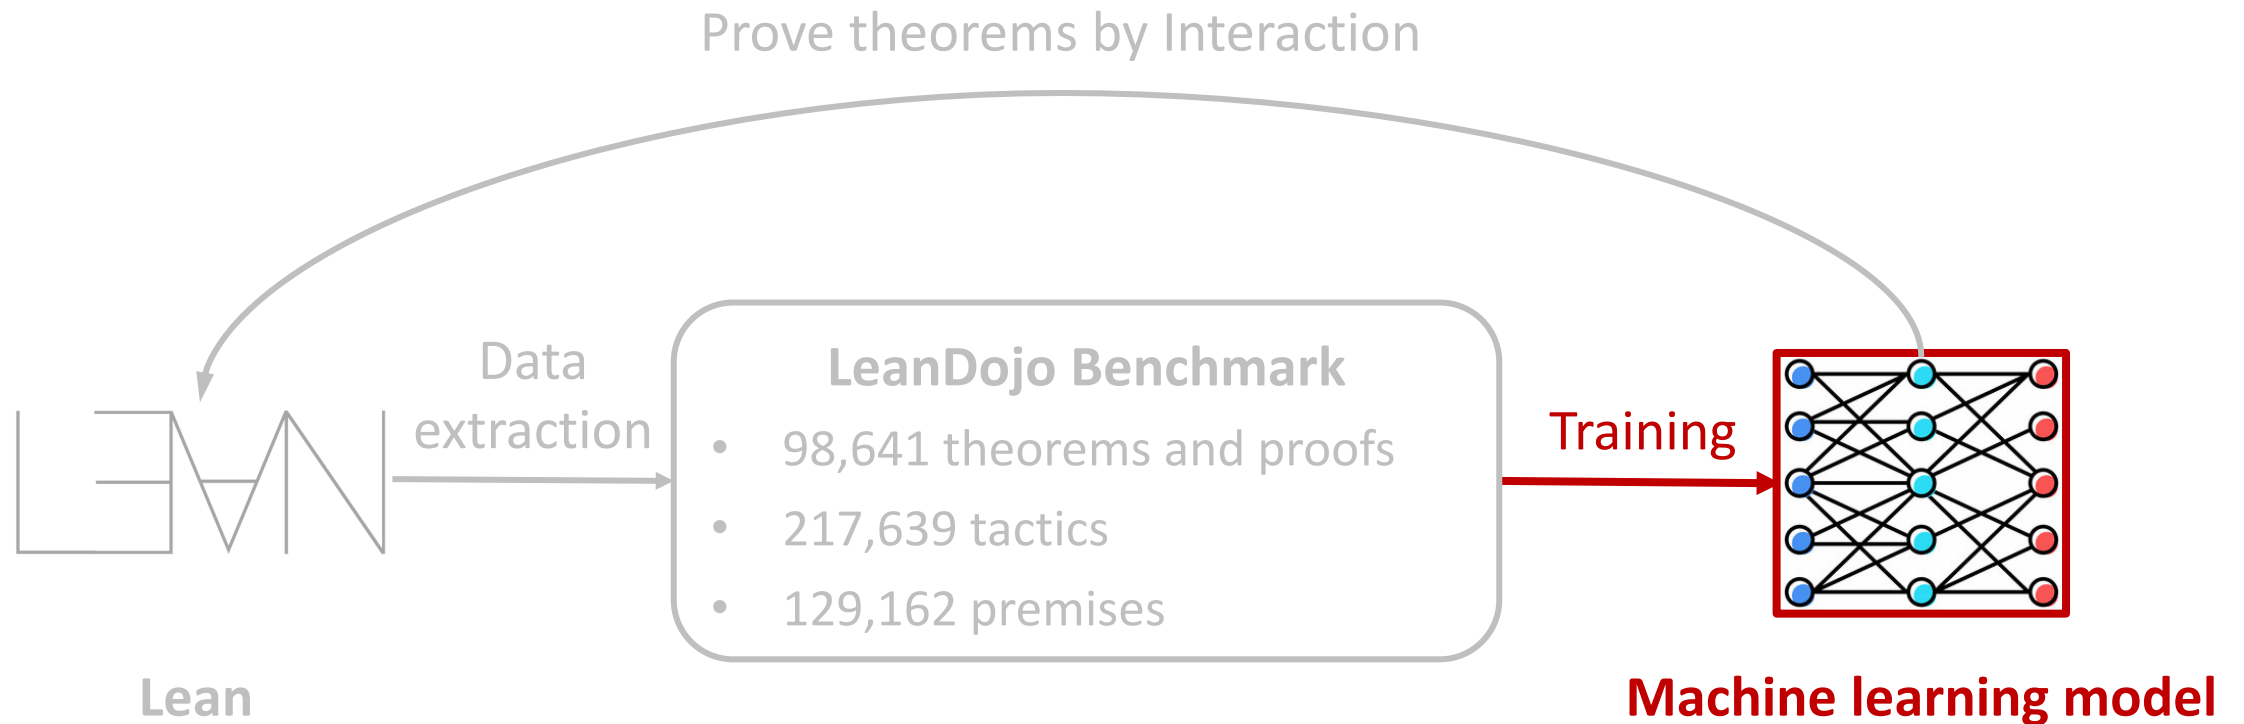 Prove theorems by Interaction
Data
extraction
LEAN
LeanDojo Benchmark
• 98,641 theorems and proofs
• 217,639 tactics
• 129,162 premises
Training
Lean
Machine learning model